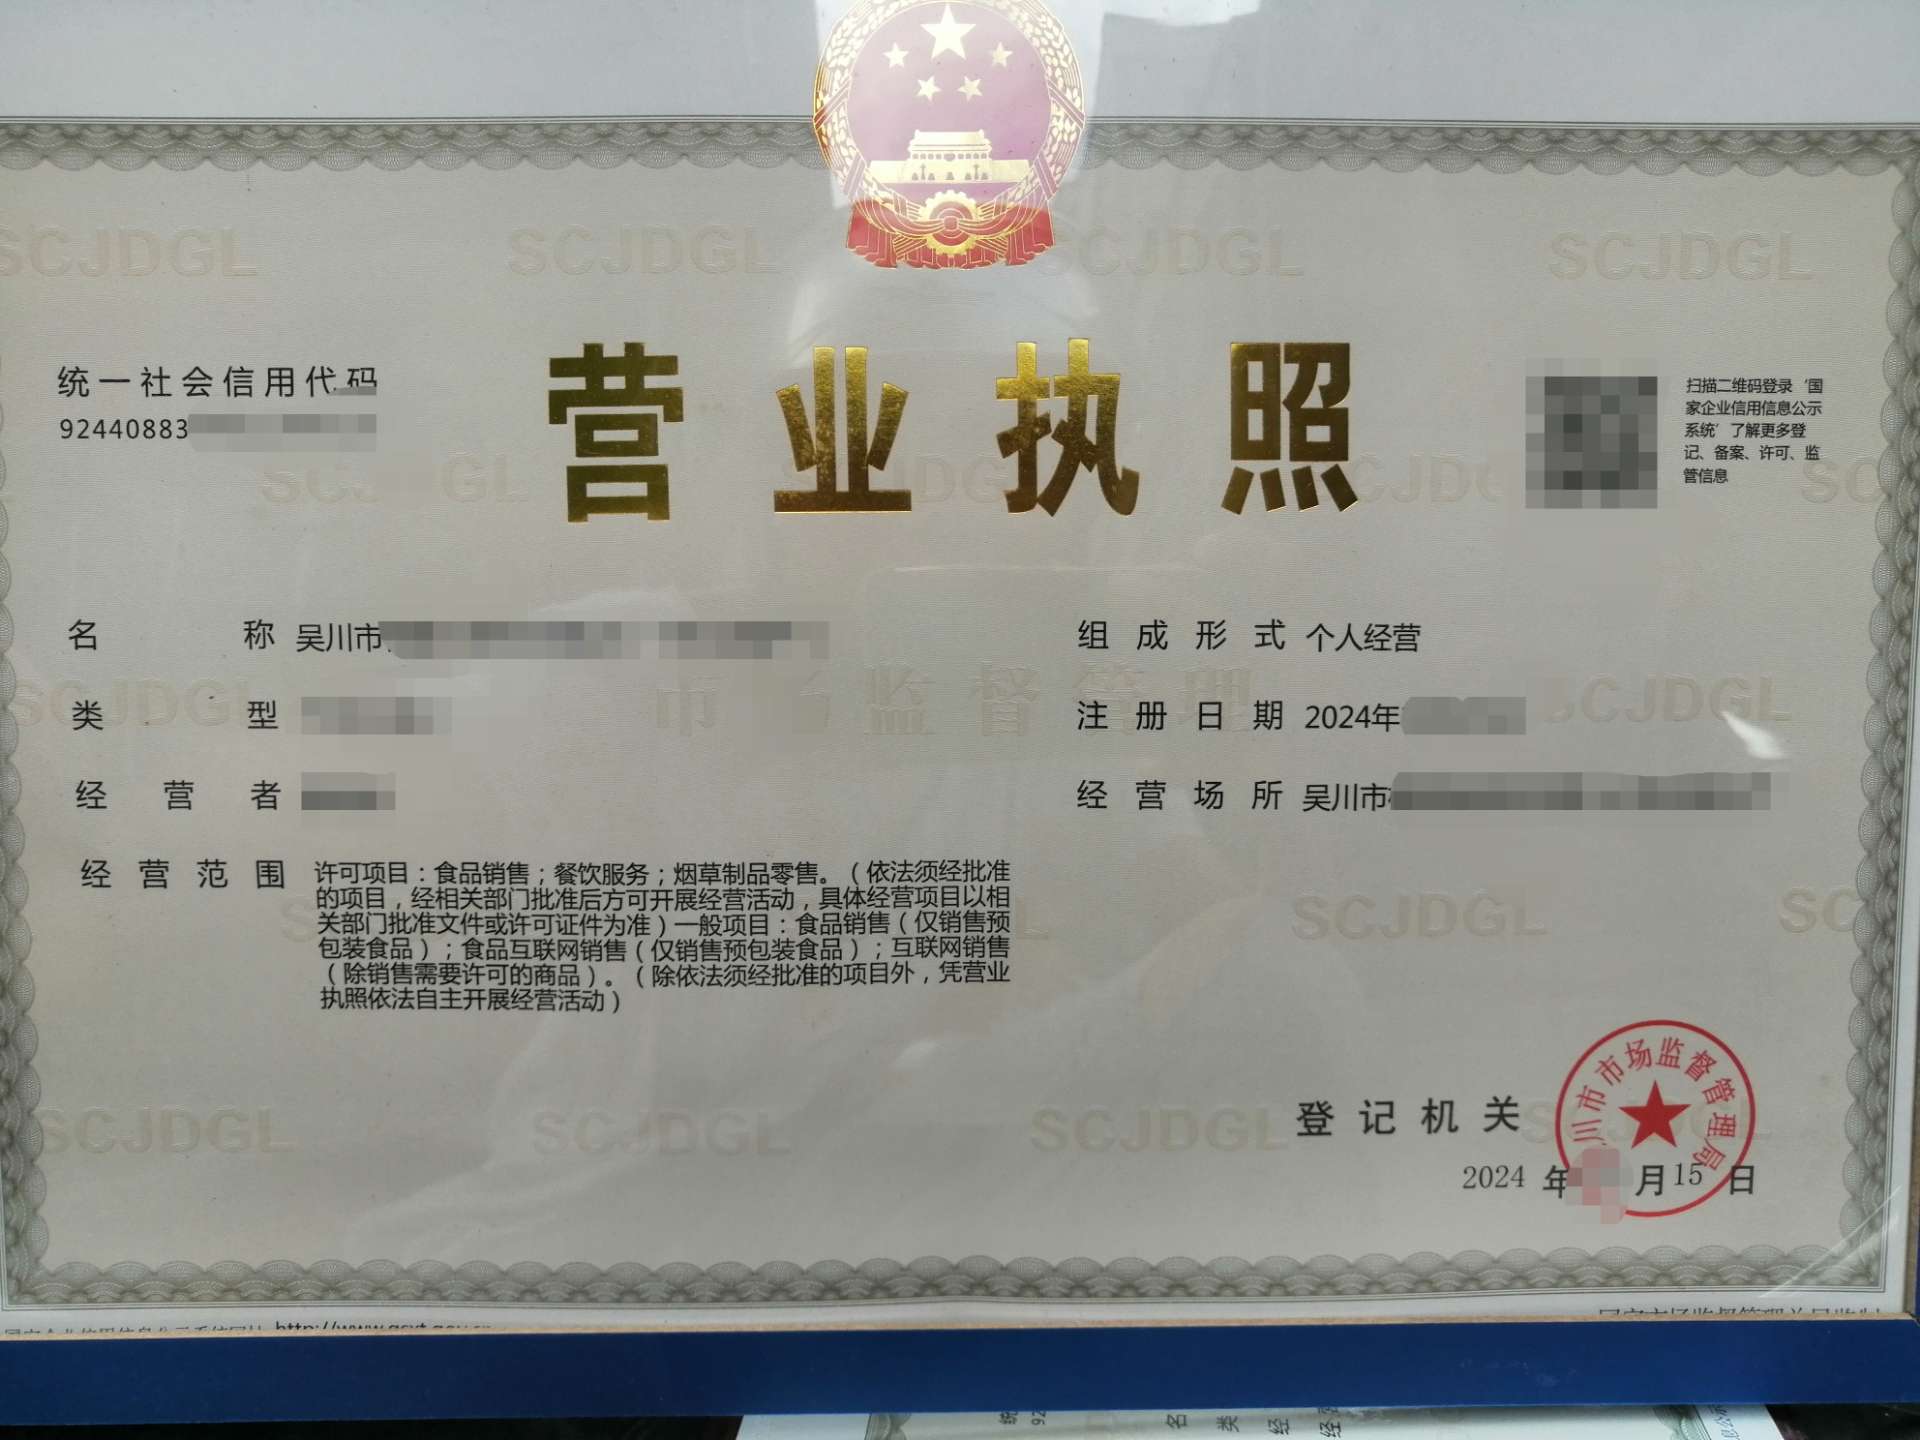 统一社会信用代码
92440883
营业执照
扫描二维码登录‘国
家企业信用信息公示
系统’了解更多登
记、备案、许可、监
管信息
名称 吴川市
组成形式 个人经营
类型
注册日期 2024年
经营者
经营场所 吴川市
经营范围 许可项目：食品销售；餐饮服务；烟草制品零售。（依法须经批准
的项目，经相关部门批准后方可开展经营活动，具体经营项目以相
关部门批准文件或许可证件为准）一般项目：食品销售（仅销售预
包装食品）；食品互联网销售（仅销售预包装食品）；互联网销售
（除销售需要许可的商品）。（除依法须经批准的项目外，凭营业
执照依法自主开展经营活动）
SCJDGL
监督管理
川市市场监督管理局
登记机关
2024 年 月 15 日
http://www.gsxt.gov.cn